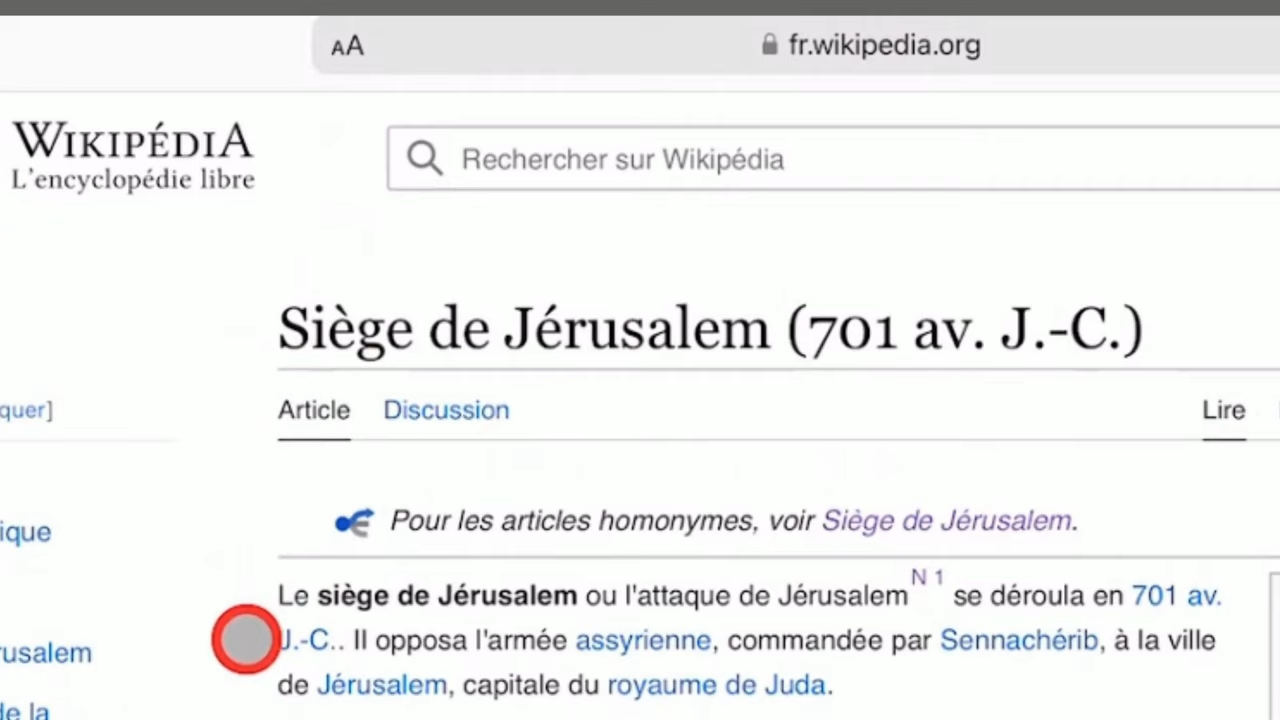 AA
fr.wikipedia.org
WIKIPÉDIA
L'encyclopédie libre
Rechercher sur Wikipédia
Siège de Jérusalem (701 av. J.-C.)
quer]
Article Discussion Lire
ique
Pour les articles homonymes, voir Siège de Jérusalem.
Le siège de Jérusalem ou l'attaque de Jérusalem N 1 se déroula en 701 av.
J.-C.. Il opposa l'armée assyrienne, commandée par Sennachérib, à la ville
de Jérusalem, capitale du royaume de Juda.
rusalem
de la